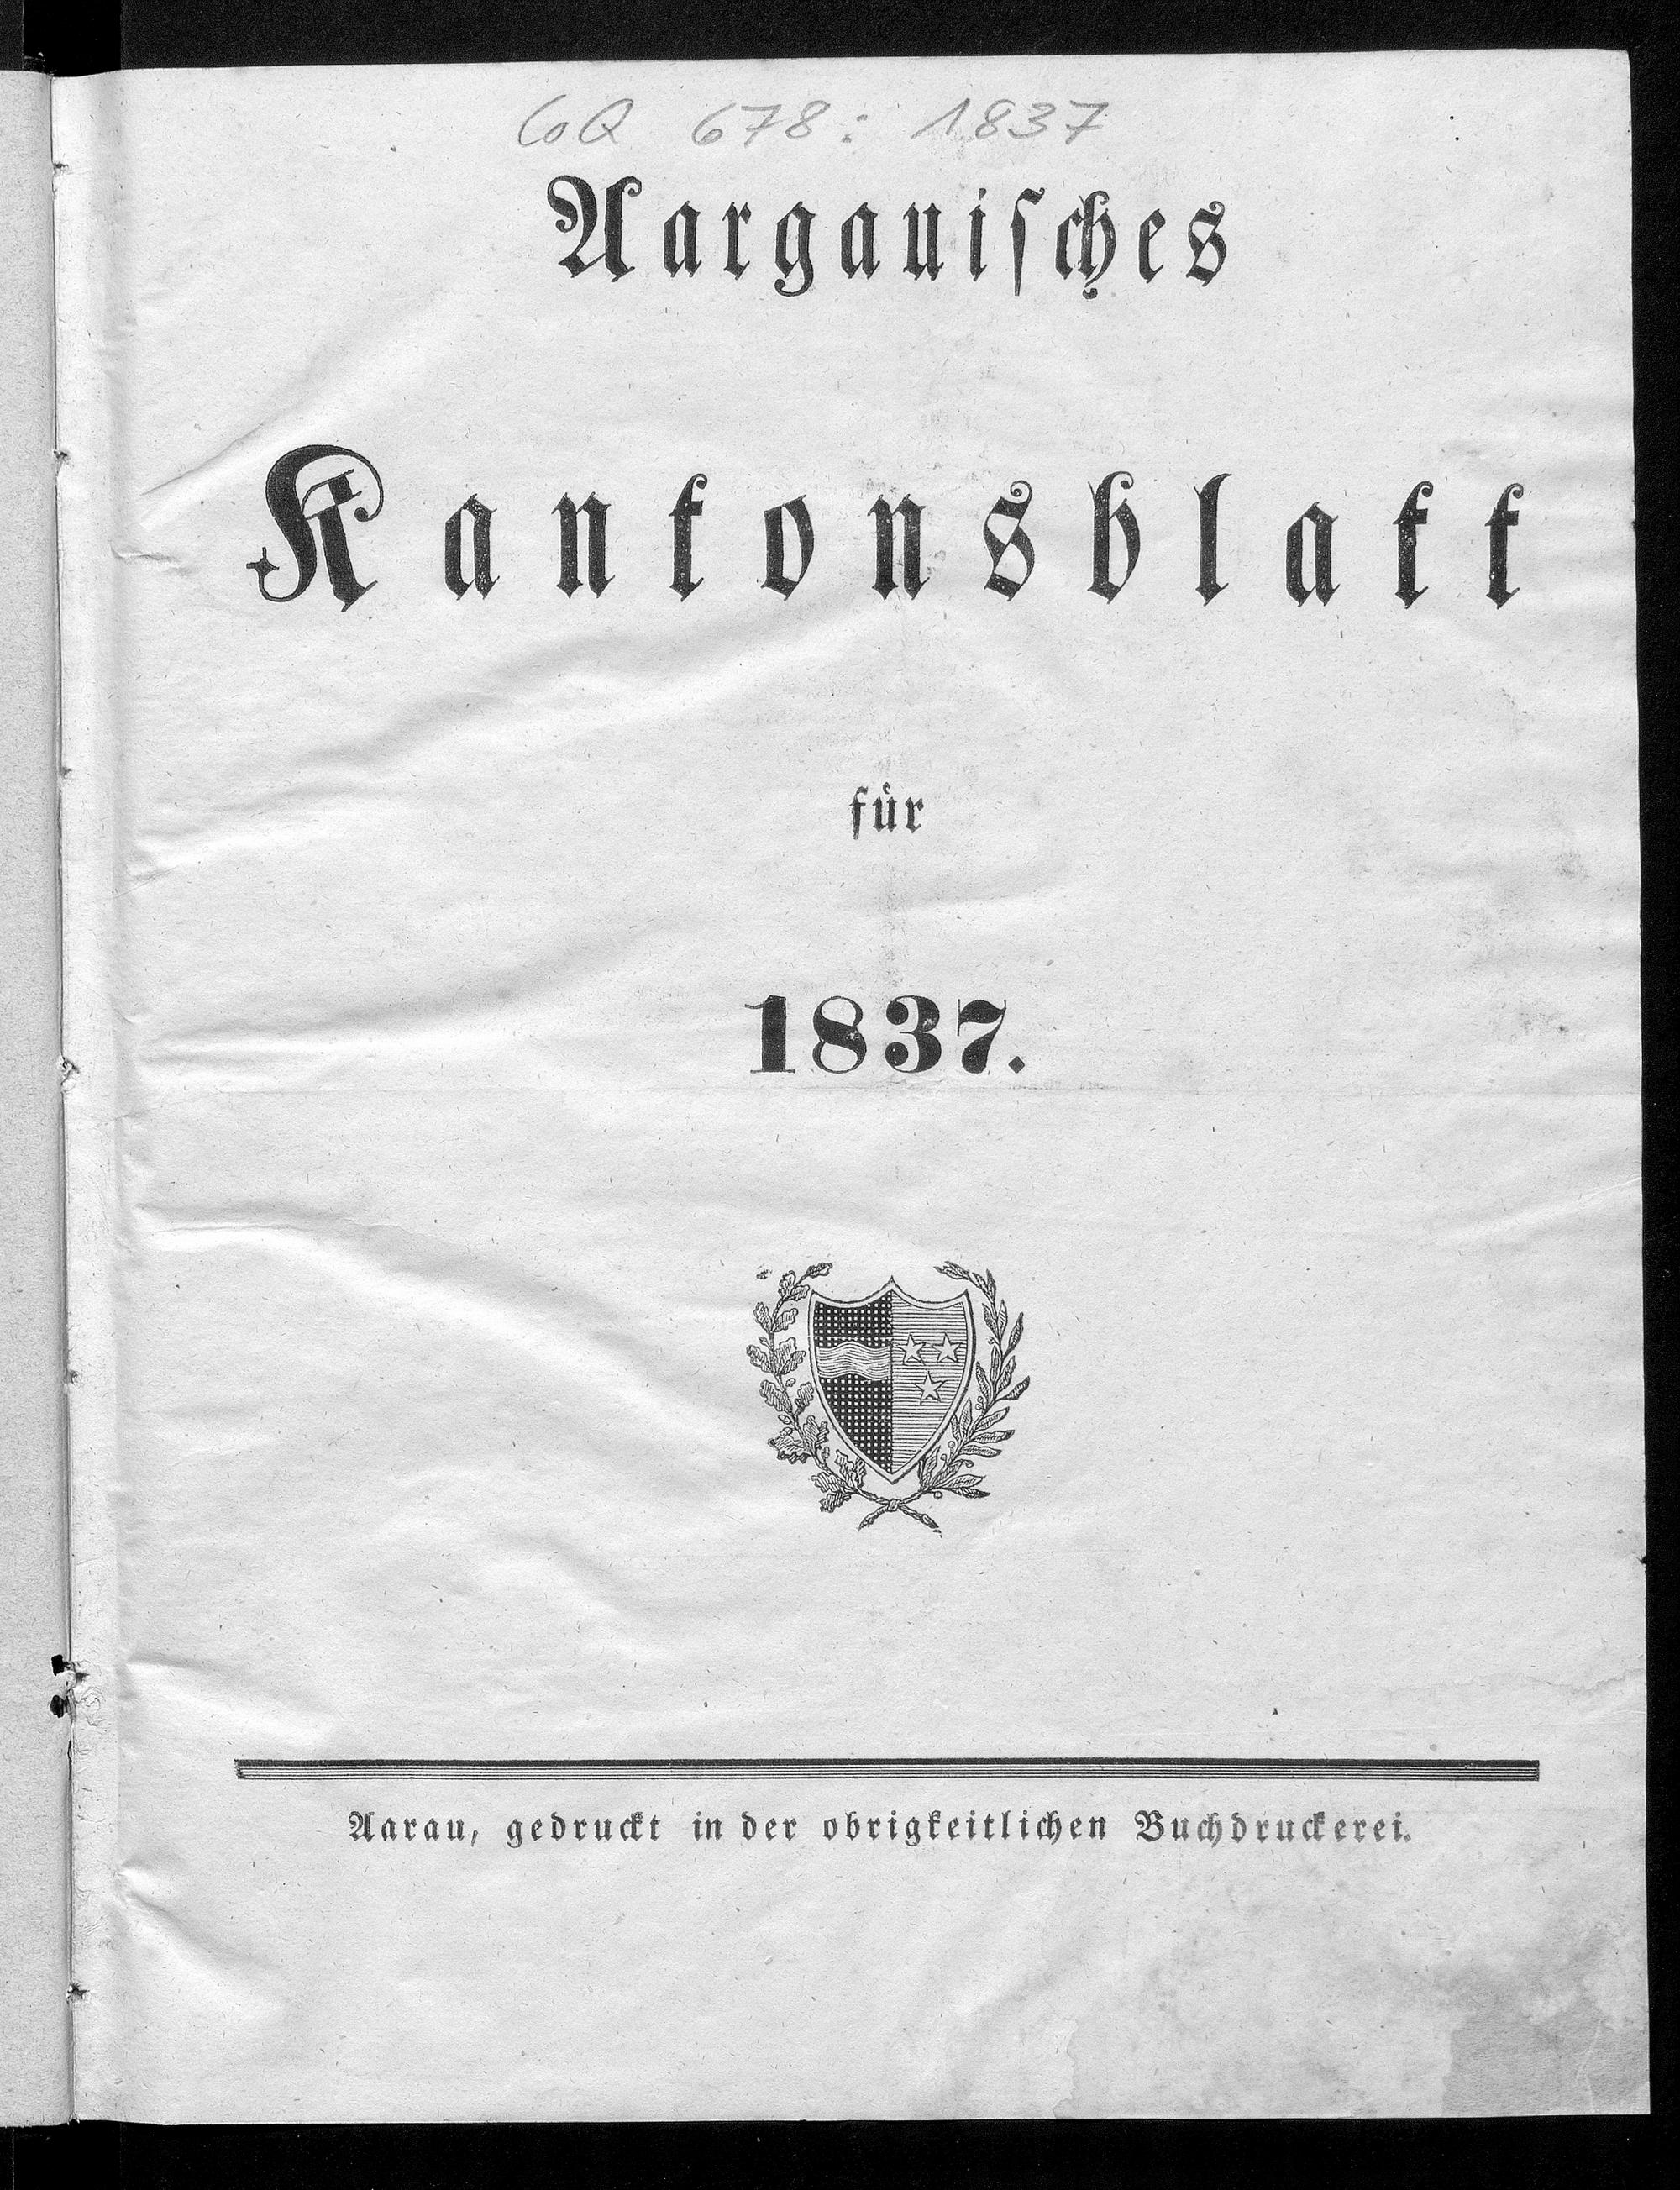 GQ 678: 1837
Aargauisches
Kantonsblatt
für
1837.
Aarau, gedruckt in der obrigkeitlichen Buchdruckerei.